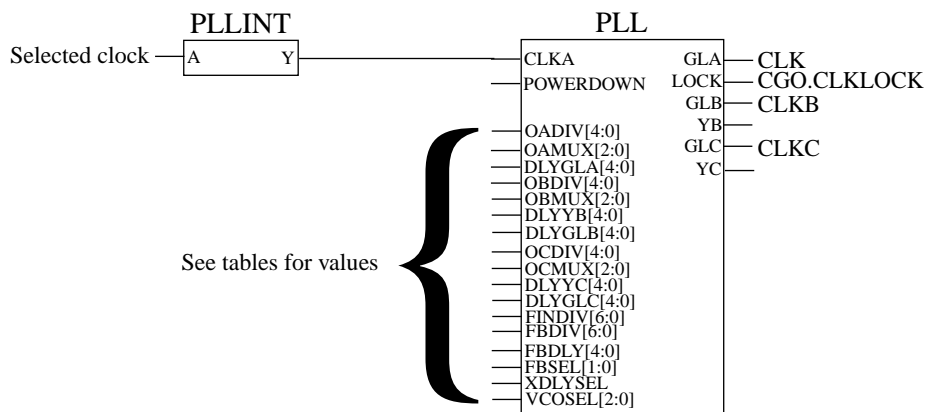 PLLINT
PLL
Selected clock
A
Y
CLKA
POWERDOWN
OADIV[4:0]
OAMUX[2:0]
DLYGLA[4:0]
OBDIV[4:0]
OBMUX[2:0]
DLYYB[4:0]
DLYGLB[4:0]
OCDIV[4:0]
OCMUX[2:0]
DLYYC[4:0]
DLYGLC[4:0]
FINDIV[6:0]
FBDIV[6:0]
FBDLY[4:0]
FBSEL[1:0]
XDLYSEL
VCOSEL[2:0]
See tables for values
GLA
CLK
LOCK
CGO.CLKLOCK
GLB
CLKB
YB
GLC
CLKC
YC